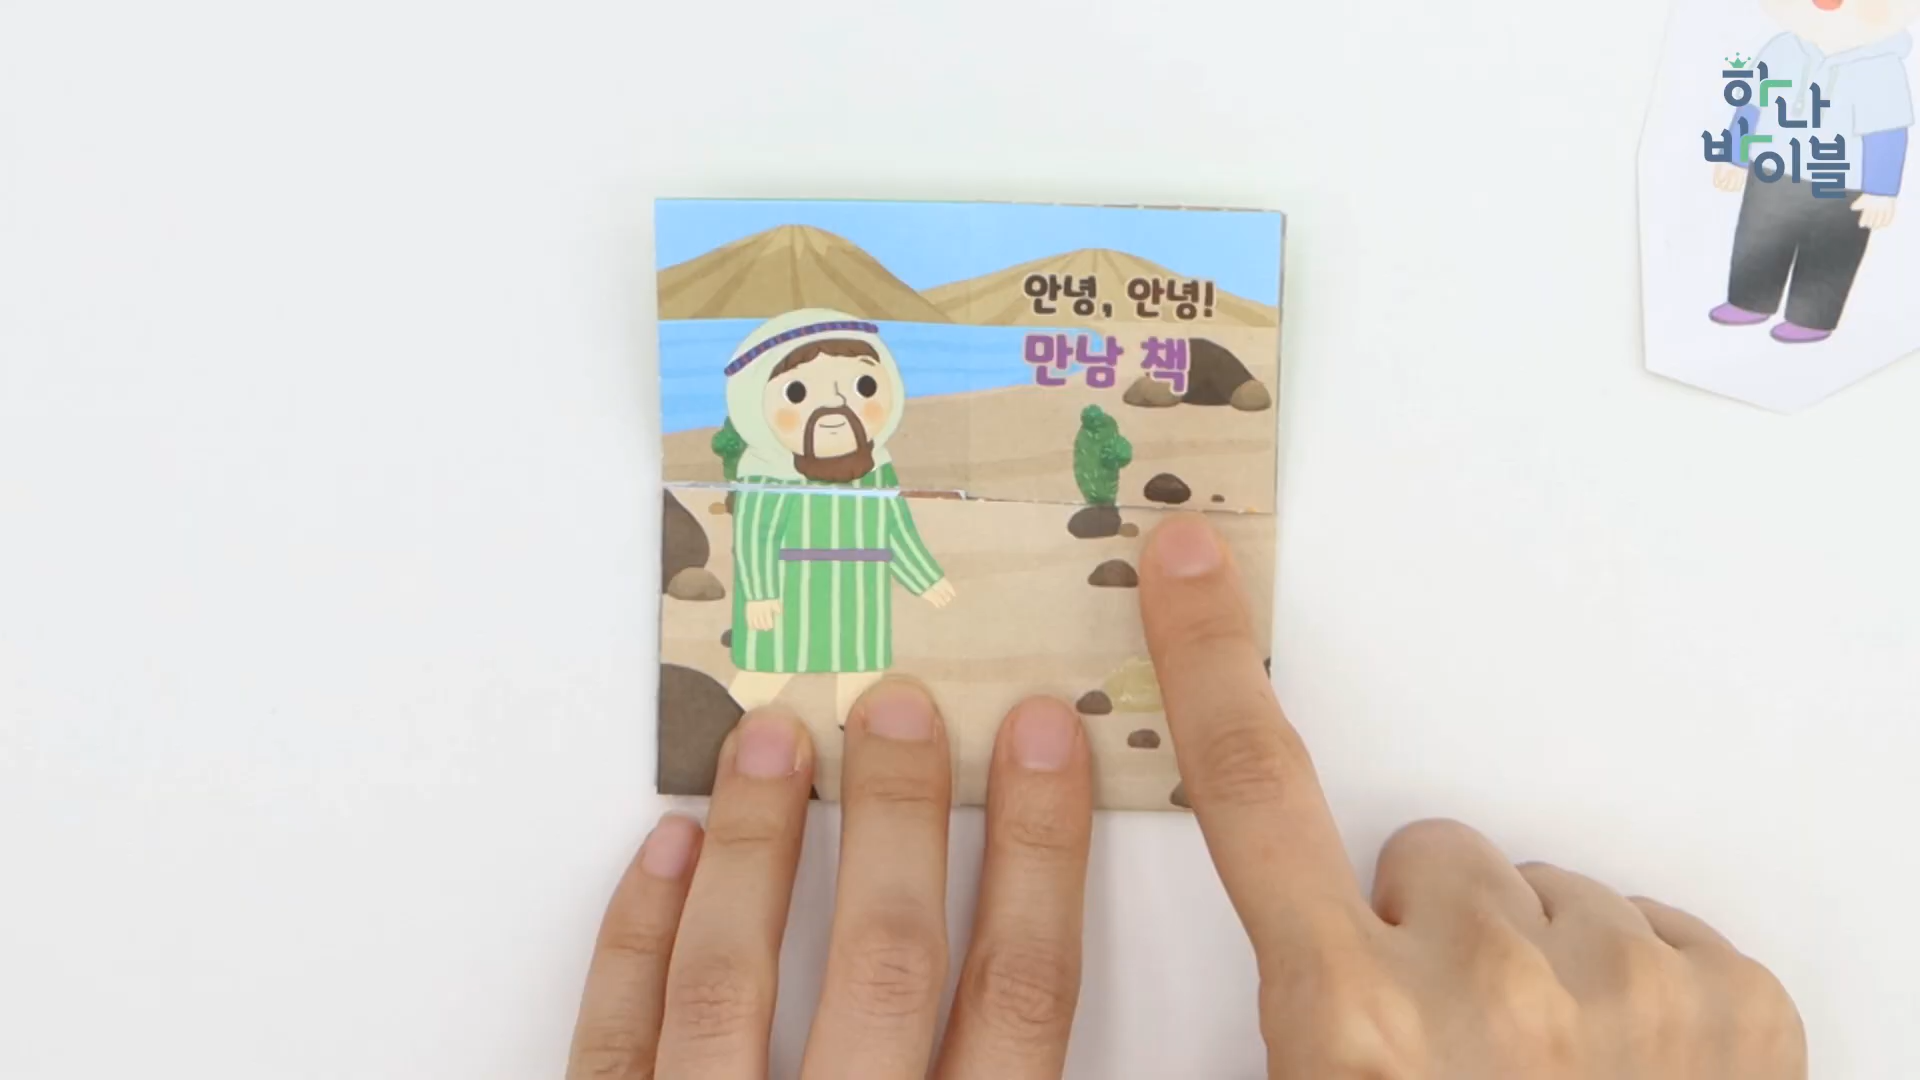 하나
바이블
안녕, 안녕!
만남 책